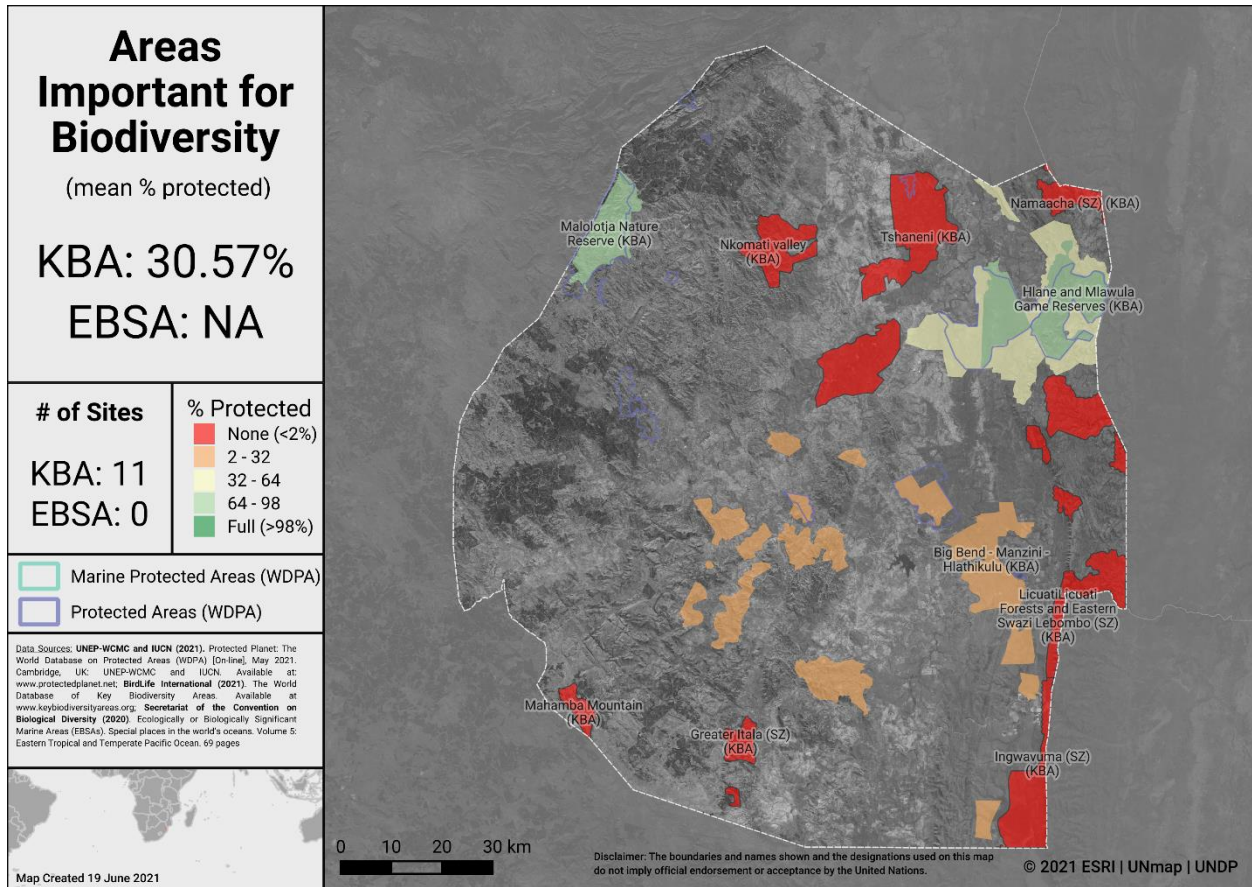 Areas
Important for
Biodiversity
(mean % protected)
KBA: 30.57%
EBSA: NA
# of Sites
KBA: 11
EBSA: 0
% Protected
None (<2%)
2 - 32
32 - 64
64 - 98
Full (>98%)
Marine Protected Areas (WDPA)
Protected Areas (WDPA)
Data Sources: UNEP-WCMC and IUCN (2021). Protected Planet: The
World Database on Protected Areas (WDPA) [On-line], May 2021.
Cambridge, UK: UNEP-WCMC and IUCN. Available at:
www.protectedplanet.net; BirdLife International (2021). The World
Database of Key Biodiversity Areas. Available at
www.keybiodiversityareas.org; Secretariat of the Convention on
Biological Diversity (2020). Ecologically or Biologically Significant
Marine Areas (EBSAs). Special places in the world's oceans. Volume 5:
Eastern Tropical and Temperate Pacific Ocean. 69 pages
Map Created 19 June 2021
Malolotja Nature
Reserve (KBA)
Nkomati valley
(KBA)
Tshaneni (KBA)
Namaacha (SZ) (KBA)
Hlane and Mlawula
Game Reserves (KBA)
Big Bend - Manzini -
Hlathikulu (KBA)
LicuatiLicuati
Forests and Eastern
Swazi Lebombo (SZ)
(KBA)
Mahamba Mountain
(KBA)
Greater Itala (SZ)
(KBA)
Ingwavuma (SZ)
(KBA)
0 10 20 30 km
Disclaimer: The boundaries and names shown and the designations used on this map
do not imply official endorsement or acceptance by the United Nations.
© 2021 ESRI | UNmap | UNDP